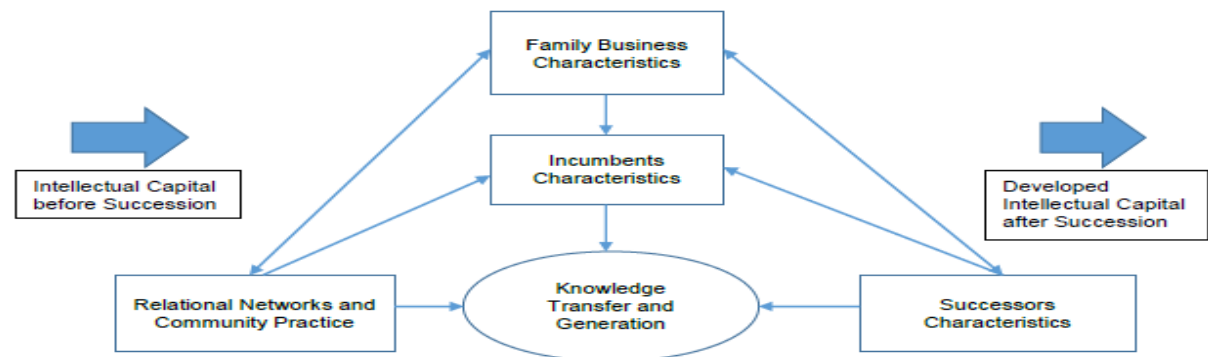 Family Business
Characteristics
Incumbents
Characteristics
Intellectual Capital
before Succession
Developed
Intellectual Capital
after Succession
Relational Networks and
Community Practice
Knowledge
Transfer and
Generation
Successors
Characteristics